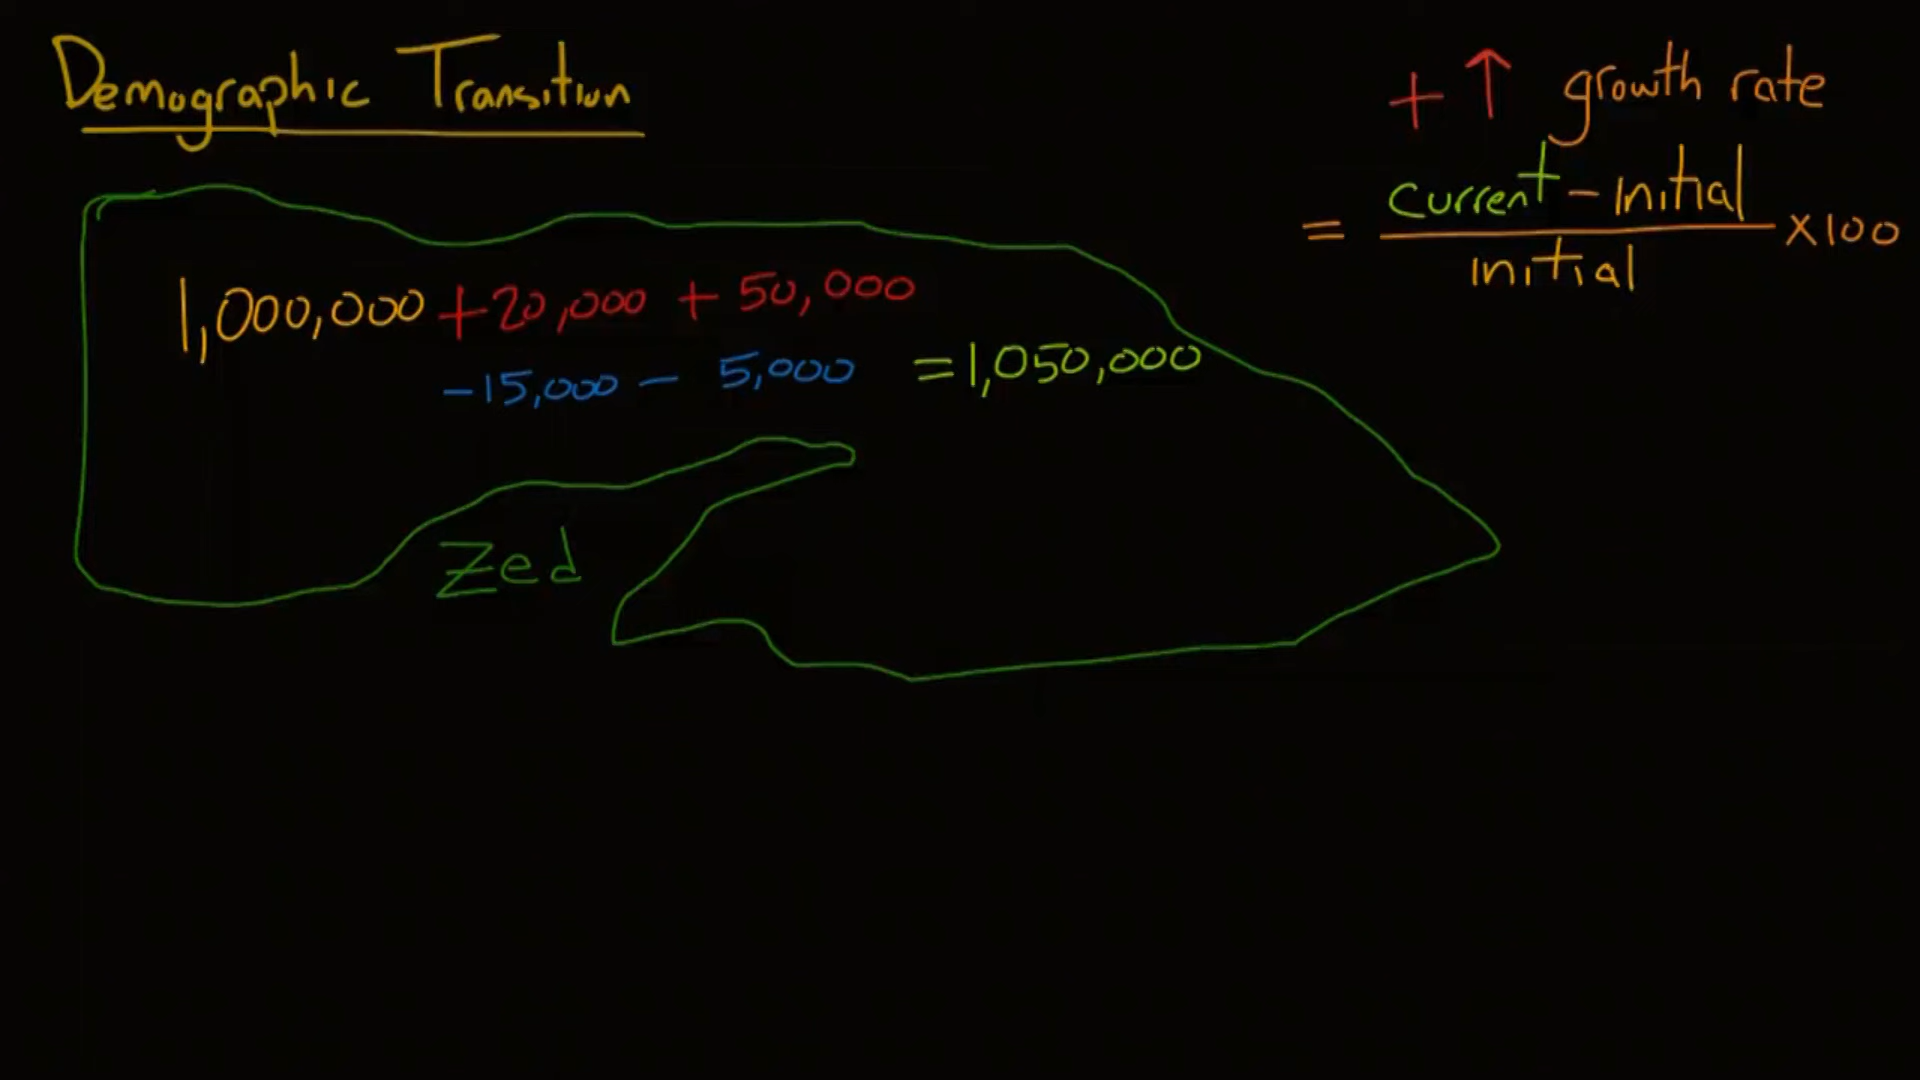 Demographic Transition
+ ↑ growth rate
= current - initial
initial
x100
1,000,000 +20,000 + 50,000
-15,000 - 5,000 =1,050,000
Zed